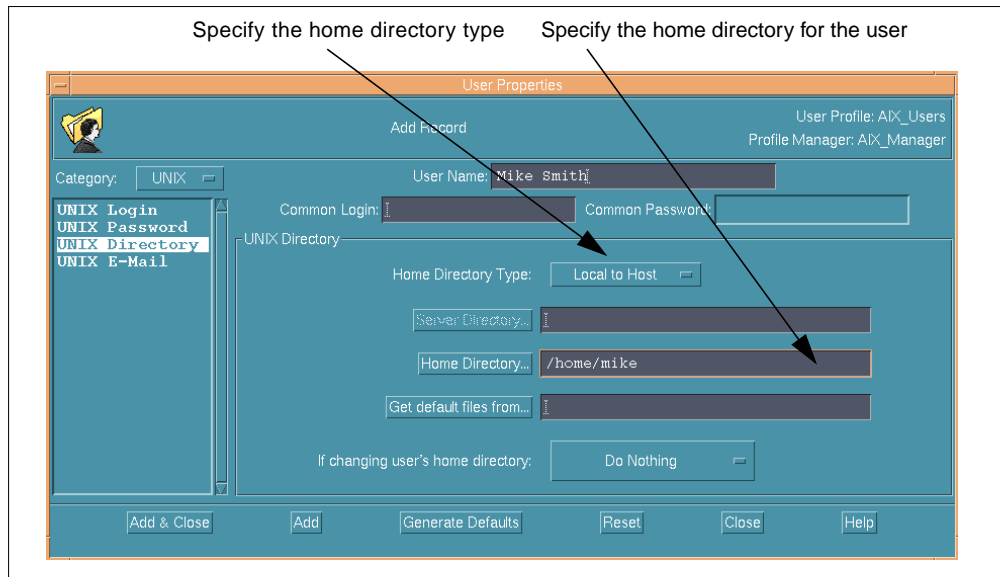 Specify the home directory type Specify the home directory for the user
User Properties
Add Record
User Profile: AIX_Users
Profile Manager: AIX_Manager
Category: UNIX
User Name: Mike Smith
UNIX Login
UNIX Password
UNIX Directory
UNIX E-Mail
Common Login: Common Password:
UNIX Directory
Home Directory Type: Local to Host
Server Directory...
Home Directory... /home/mike
Get default files from...
If changing user's home directory: Do Nothing
Add & Close Add Generate Defaults Reset Close Help